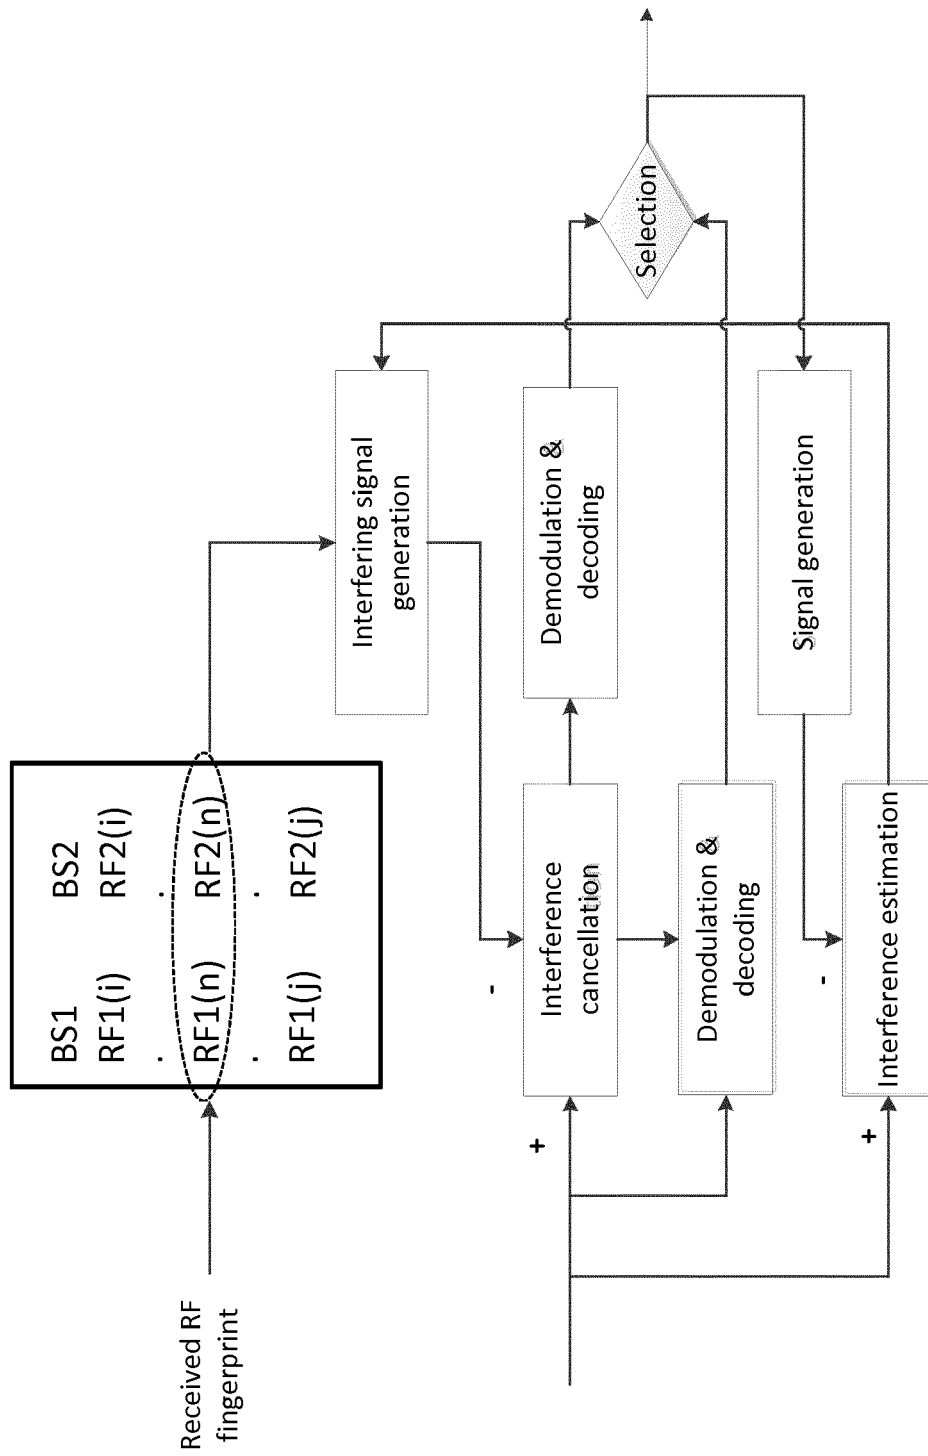 Received RF
fingerprint
BS1 BS2
RF1(i) RF2(i)
. .
RF1(n) RF2(n)
. .
RF1(j) RF2(j)
Interfering signal
generation
-
+
Interference
cancellation
Demodulation &
decoding
Selection
Demodulation &
decoding
Signal generation
-
+
Interference estimation